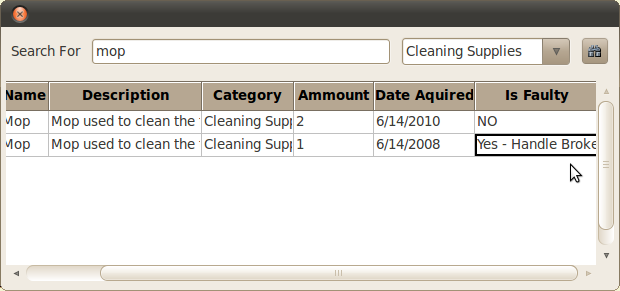 Search For mop Cleaning Supplies
Name Description Category Ammount Date Aquired Is Faulty
Mop Mop used to clean the Cleaning Supp 2 6/14/2010 NO
Mop Mop used to clean the Cleaning Supp 1 6/14/2008 Yes - Handle Broke